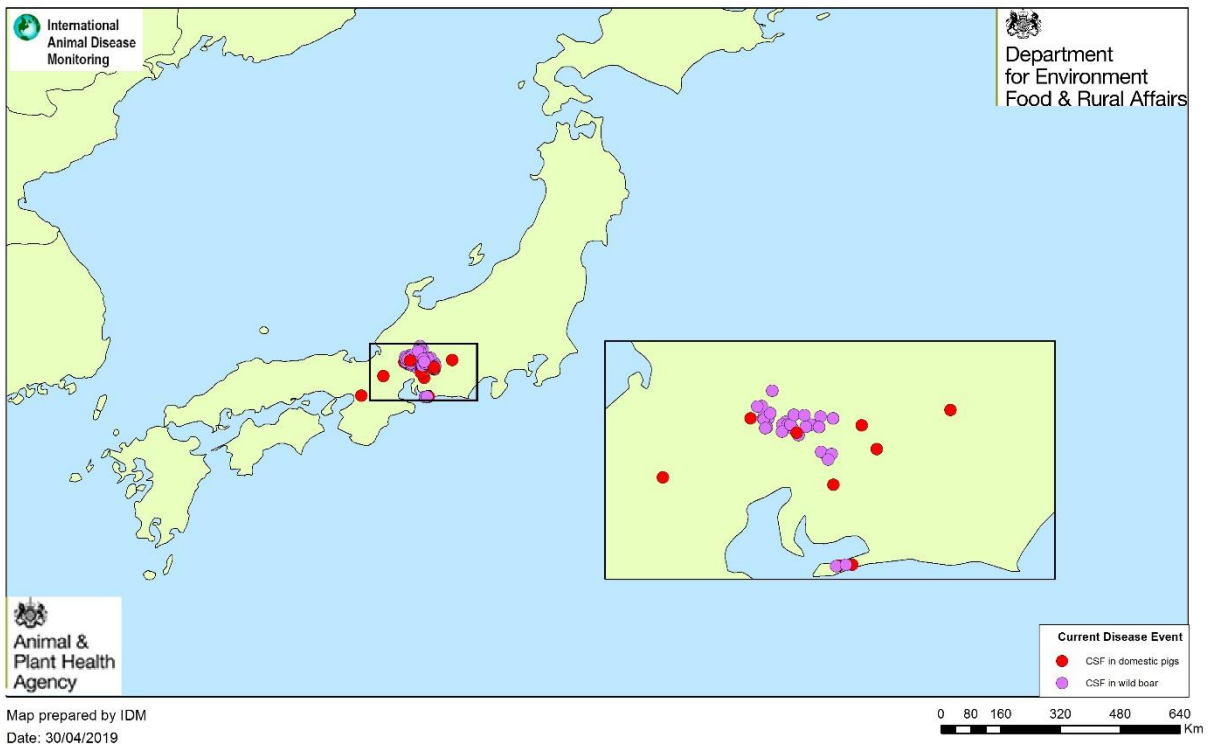 International
Animal Disease
Monitoring
Department
for Environment
Food & Rural Affairs
Animal &
Plant Health
Agency
Current Disease Event
CSF in domestic pigs
CSF in wild boar
Map prepared by IDM
Date: 30/04/2019
0 80 160 320 480 640
Km